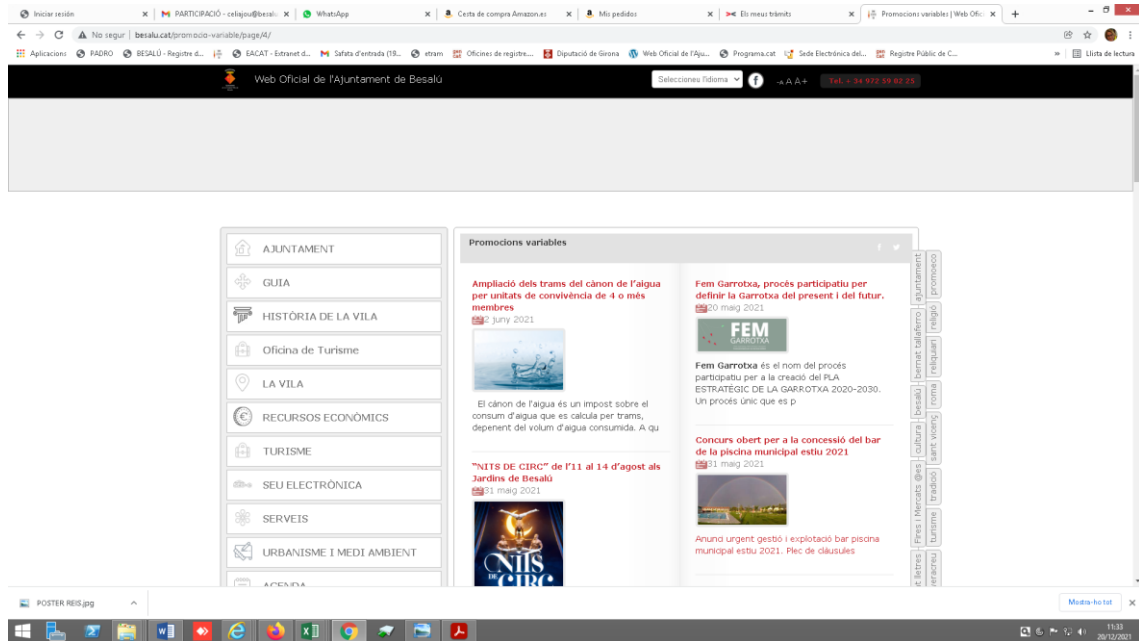 Iniciar sesión
PARTICIPACIÓ - celiajou@besalu
WhatsApp
Cesta de compra Amazon.es
Mis pedidos
Els meus tràmits
Promocions variables | Web Ofic
No segur | besalu.cat/promocio-variable/page/4/
Aplicacions PADRO BESALÚ - Registre d... EACAT - Extranet d... Safata d'entrada (19... etram Oficines de registre... Diputació de Girona Web Oficial de l'Aju... Programa.cat Sede Electrónica del... Registre Públic de C... » Llista de lectura
Web Oficial de l'Ajuntament de Besalú
Seleccioneu l'idioma
-A A A+
Tel. + 34 972 59 02 25
AJUNTAMENT
GUIA
HISTÒRIA DE LA VILA
Oficina de Turisme
LA VILA
RECURSOS ECONÒMICS
TURISME
SEU ELECTRÒNICA
SERVEIS
URBANISME I MEDI AMBIENT
AGENDA
Promocions variables
Ampliació dels trams del cànon de l'aigua
per unitats de convivència de 4 o més
membres
2 juny 2021
El cànon de l'aigua és un impost sobre el
consum d'aigua que es calcula per trams,
depenent del volum d'aigua consumida. A qu
"NITS DE CIRC" de l'11 al 14 d'agost als
Jardins de Besalú
31 maig 2021
NITS
DE CIRC
Fem Garrotxa, procés participatiu per
definir la Garrotxa del present i del futur.
20 maig 2021
FEM
GARROTXA
Fem Garrotxa és el nom del procés
participatiu per a la creació del PLA
ESTRATÈGIC DE LA GARROTXA 2020-2030.
Un procés únic que es p
Concurs obert per a la concessió del bar
de la piscina municipal estiu 2021
31 maig 2021
Anunci urgent gestió i explotació bar piscina
municipal estiu 2021. Plec de clàusules
ajuntament
bernat tallaferro
besalú
cultura
Fires i Mercats @es
t lletres
promoeco
religió
reliquiari
roma
sant vicenç
tradició
turisme
veracreu
POSTER REIS.jpg
Mostra-ho tot
11:33
20/12/2021